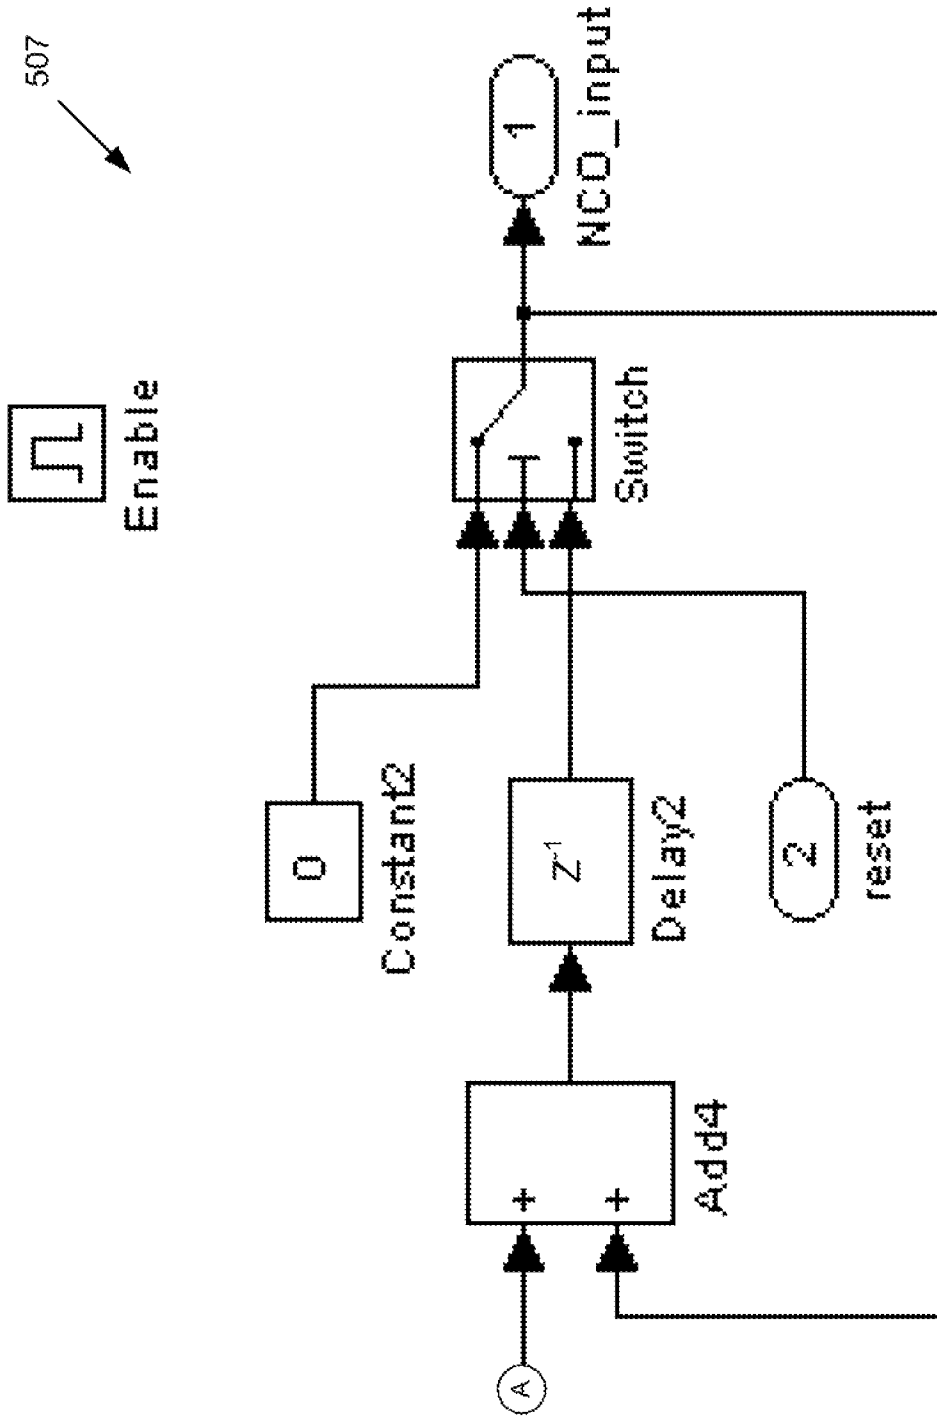 507
Enable
1
NCO_input
Switch
0
Constant2
Z-1
Delay2
2
reset
+
+
Add4
A